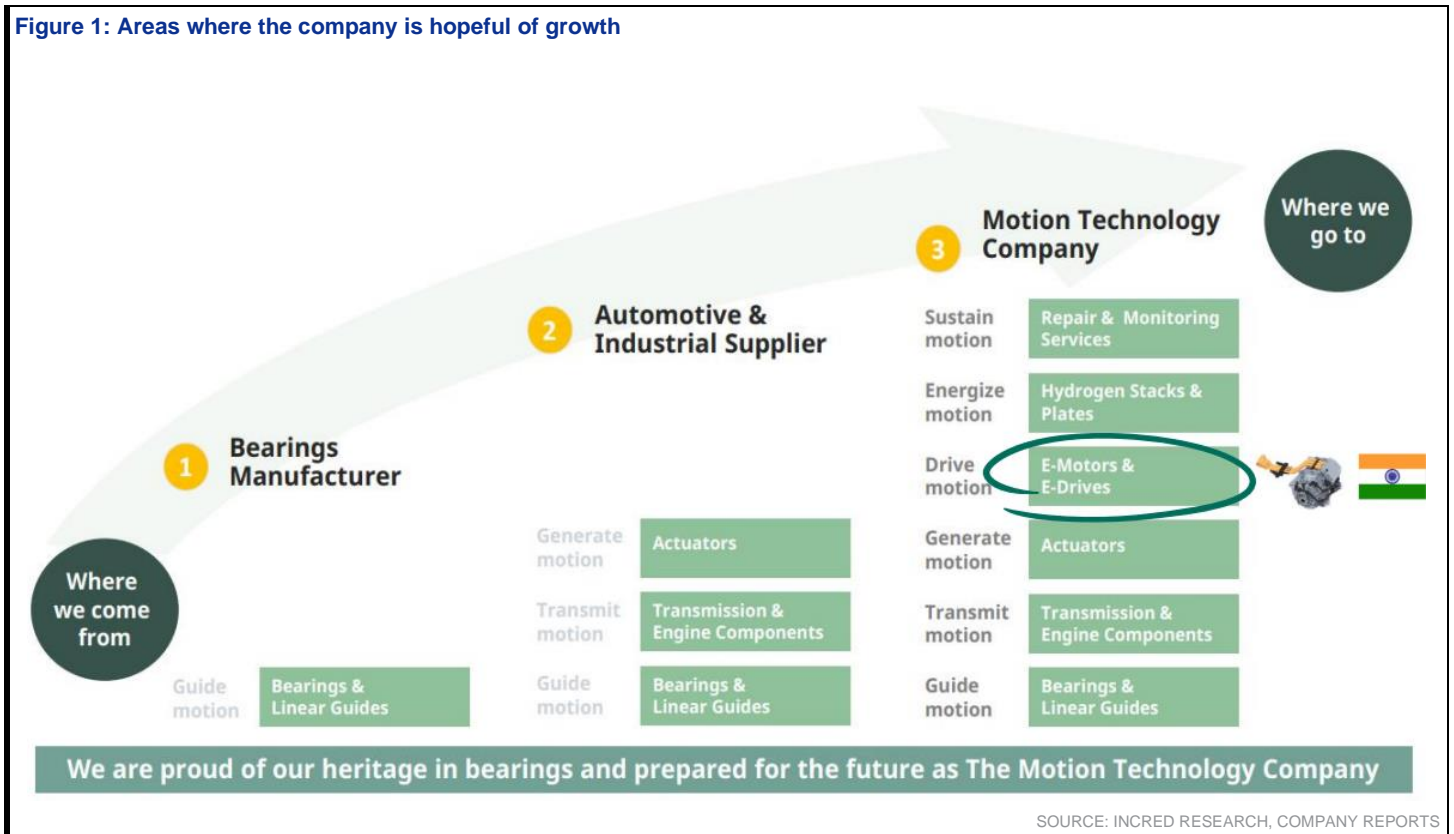 Figure 1: Areas where the company is hopeful of growth
Where we
go to
3
Motion Technology
Company
Sustain
motion
Repair & Monitoring
Services
Energize
motion
Hydrogen Stacks &
Plates
Drive
motion
E-Motors &
E-Drives
Generate
motion
Actuators
Transmit
motion
Transmission &
Engine Components
Guide
motion
Bearings &
Linear Guides
2
Automotive &
Industrial Supplier
Generate
motion
Actuators
Transmit
motion
Transmission &
Engine Components
Guide
motion
Bearings &
Linear Guides
1
Bearings
Manufacturer
Where
we come
from
Guide
motion
Bearings &
Linear Guides
We are proud of our heritage in bearings and prepared for the future as The Motion Technology Company
SOURCE: INCRED RESEARCH, COMPANY REPORTS